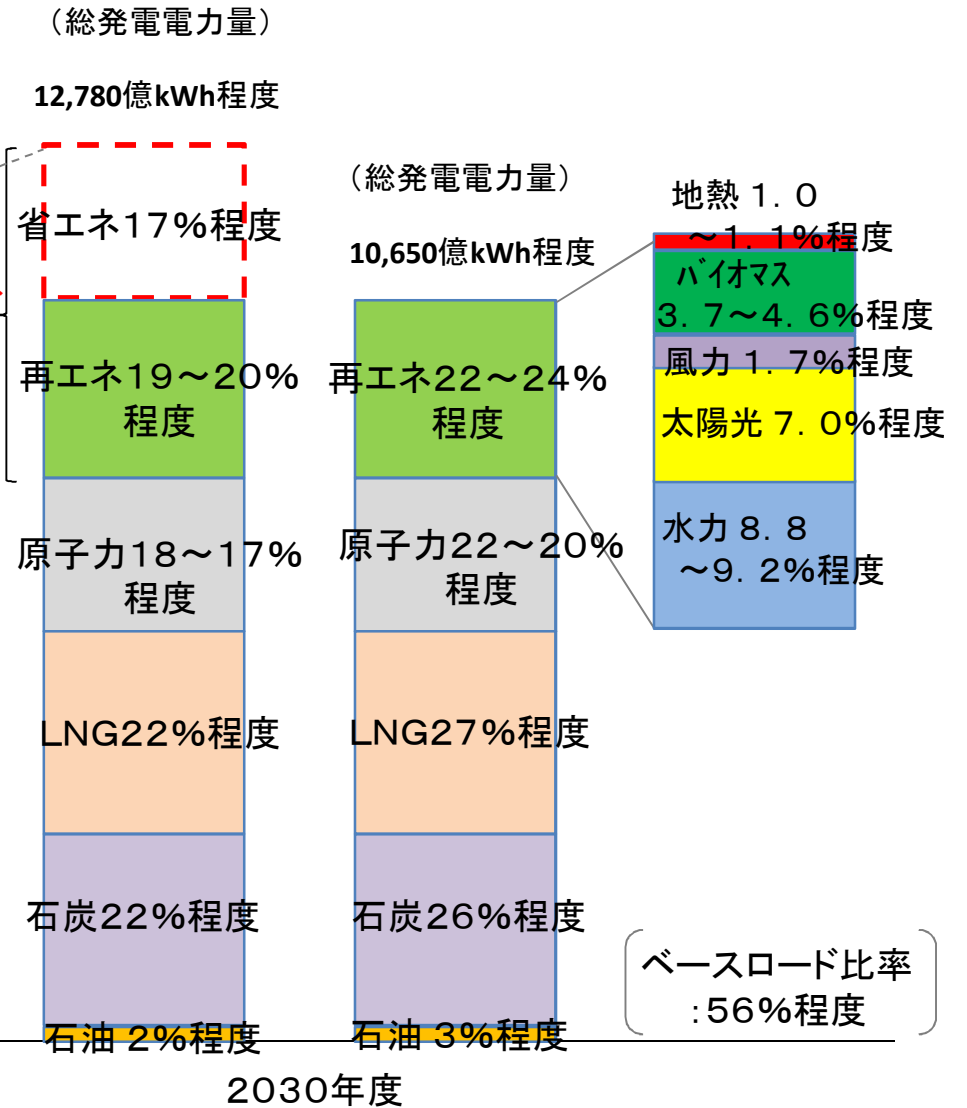 （総発電電力量）
12,780億kWh程度
省エネ１７％程度
再エネ１９～２０％
程度
原子力１８～１７％
程度
ＬＮＧ２２％程度
石炭２２％程度
石油 ２％程度
（総発電電力量）
10,650億kWh程度
再エネ２２～２４％
程度
原子力２２～２０％
程度
ＬＮＧ２７％程度
石炭２６％程度
石油 ３％程度
地熱 １．０
～１．１％程度
バイオマス
３．７～４．６％程度
風力 １．７％程度
太陽光 ７．０％程度
水力 ８．８
～９．２％程度
ベースロード比率
：５６％程度
２０３０年度